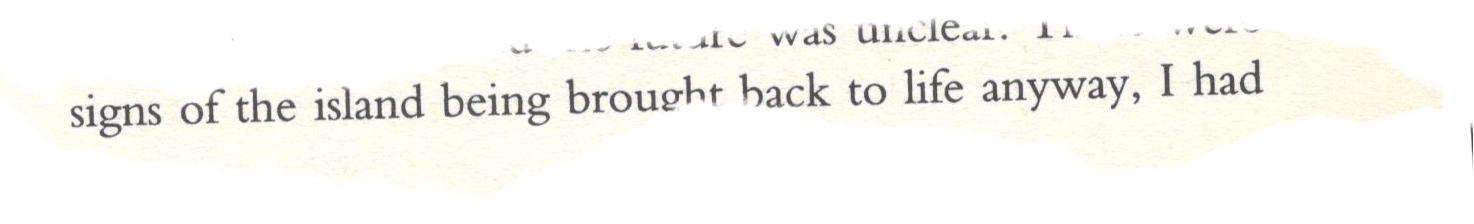 was unclear.
signs of the island being brought back to life anyway, I had